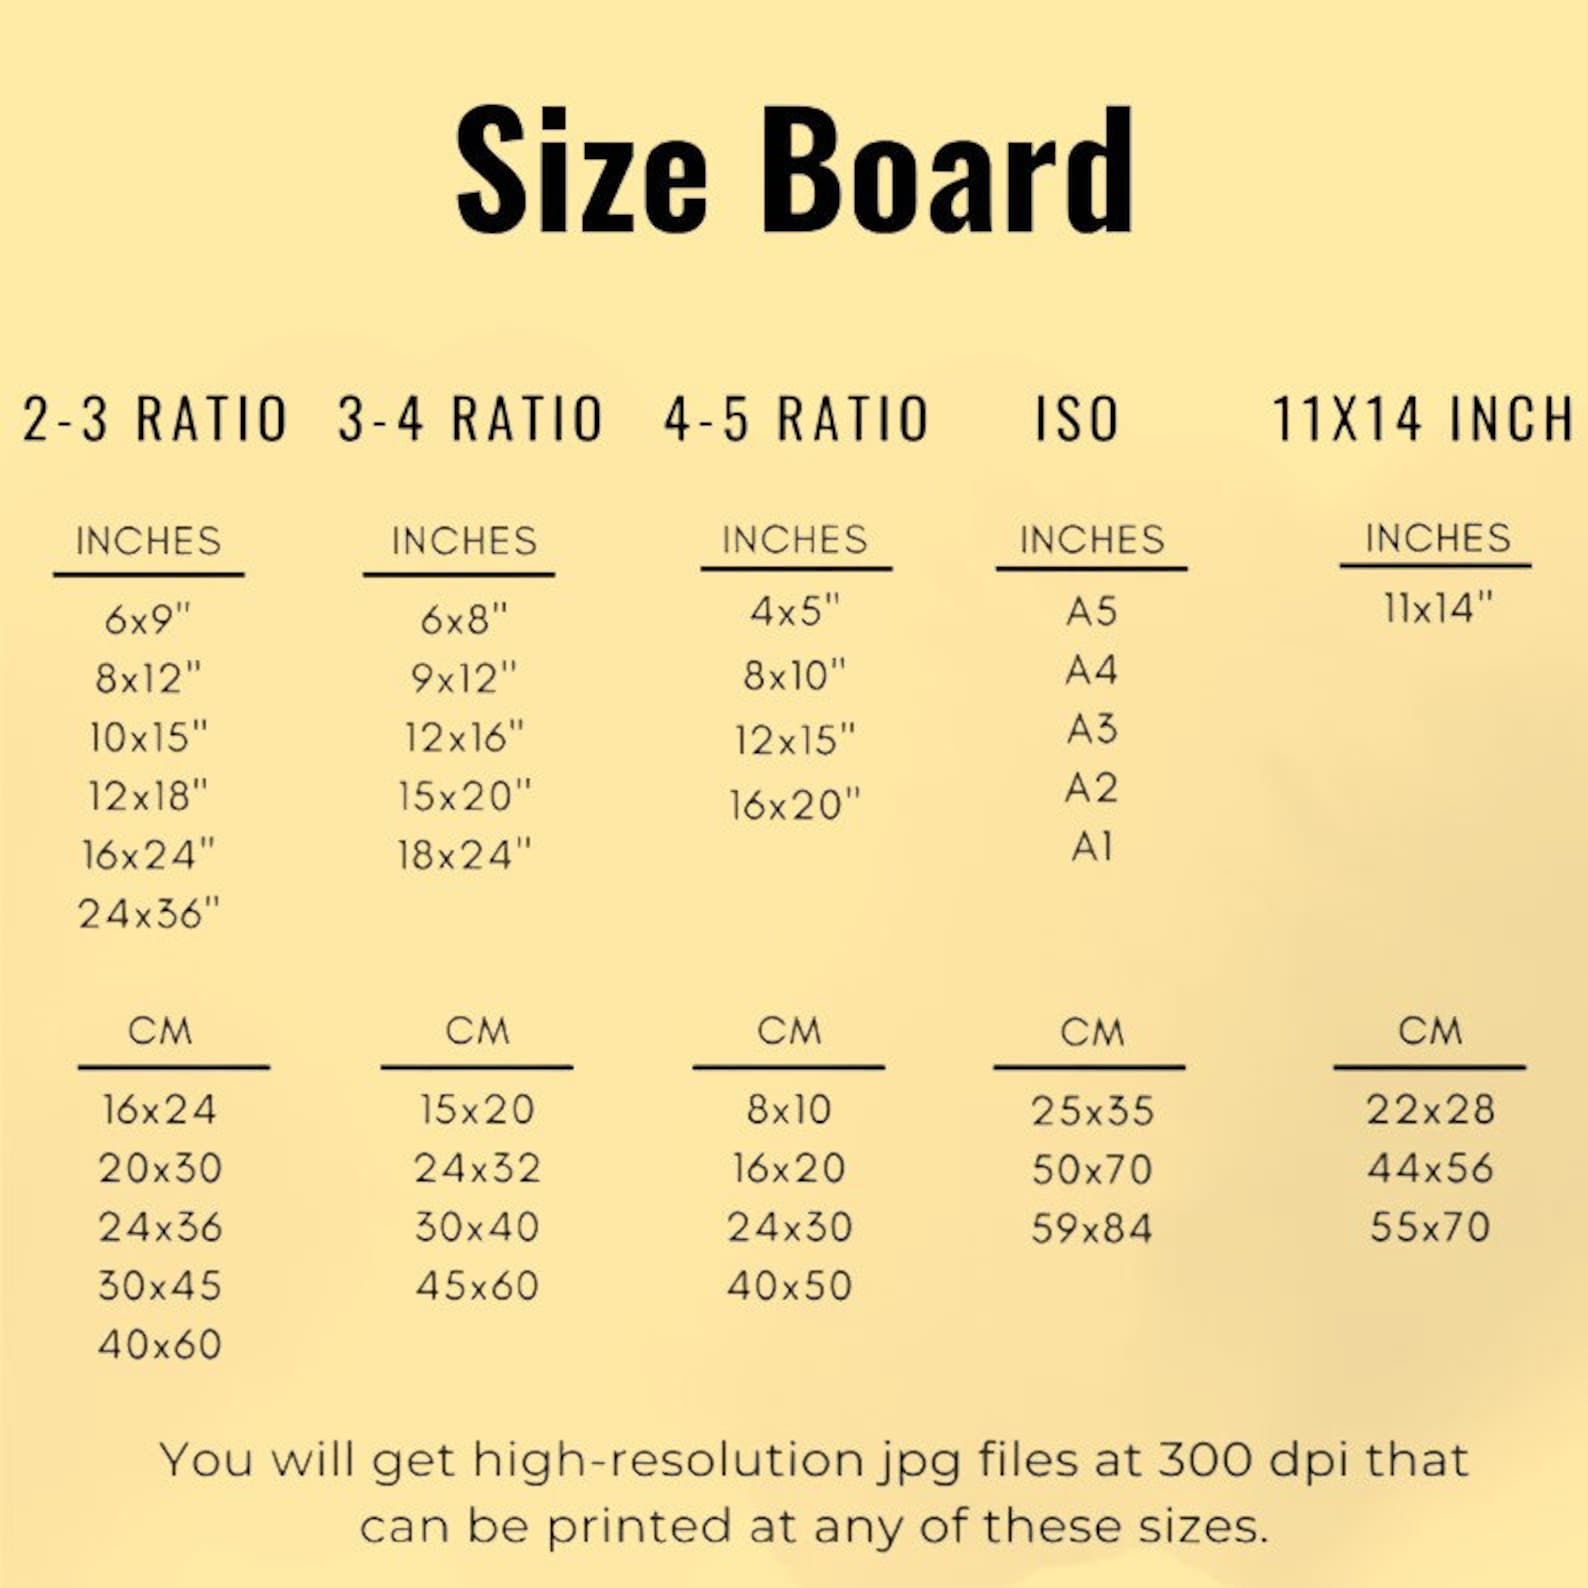 Size Board
2-3 RATIO
INCHES
6x9"
8x12"
10x15"
12x18"
16x24"
24x36"
CM
16x24
20x30
24x36
30x45
40x60
3-4 RATIO
INCHES
6x8"
9x12"
12x16"
15x20"
18x24"
CM
15x20
24x32
30x40
45x60
4-5 RATIO
INCHES
4x5"
8x10"
12x15"
16x20"
CM
8x10
16x20
24x30
40x50
ISO
INCHES
A5
A4
A3
A2
A1
CM
25x35
50x70
59x84
11X14 INCH
INCHES
11x14"
CM
22x28
44x56
55x70
You will get high-resolution jpg files at 300 dpi that
can be printed at any of these sizes.